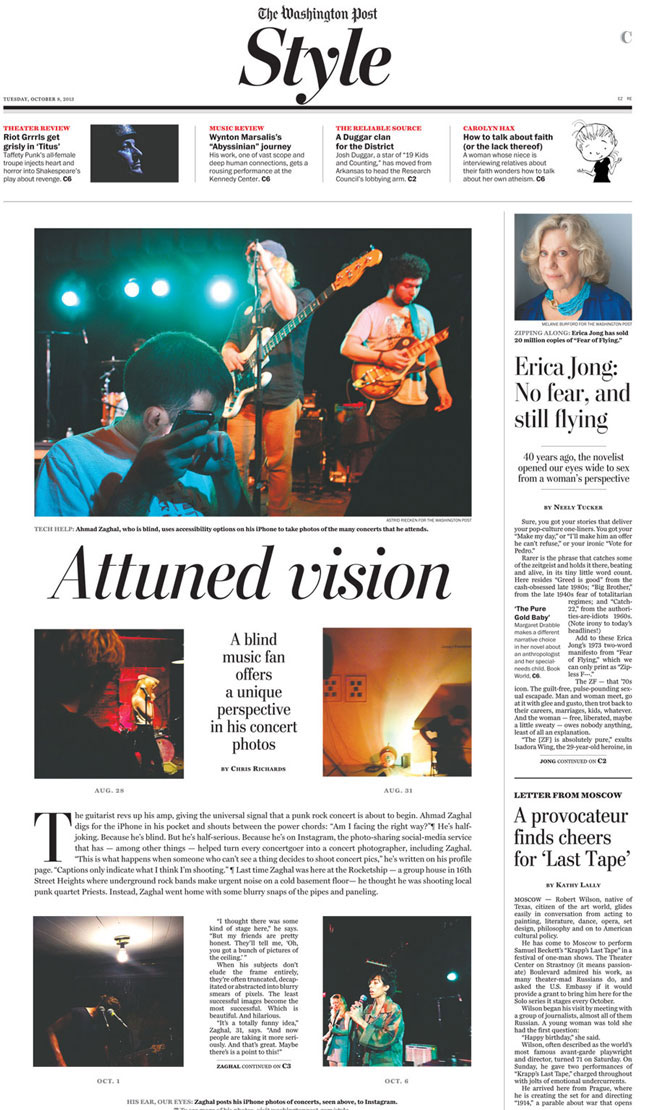 The Washington Post
Style
C
TUESDAY, OCTOBER 8, 2013
EZ RE
THEATER REVIEW
Riot Grrrls get
grisly in ‘Titus’
Taffety Punk’s all-female
troupe injects heart and
horror into Shakespeare’s
play about revenge. C6
MUSIC REVIEW
Wynton Marsalis’s
“Abyssinian” journey
His work, one of vast scope and
deep human connections, gets a
rousing performance at the
Kennedy Center. C6
THE RELIABLE SOURCE
A Duggar clan
for the District
Josh Duggar, a star of “19 Kids
and Counting,” has moved from
Arkansas to head the Research
Council’s lobbying arm. C2
CAROLYN HAX
How to talk about faith
(or the lack thereof)
A woman whose niece is
interviewing relatives about
their faith wonders how to talk
about her own atheism. C6
ASTRID RIECKEN FOR THE WASHINGTON POST
TECH HELP: Ahmad Zaghal, who is blind, uses accessibility options on his iPhone to take photos of the many concerts that he attends.
Attuned vision
A blind
music fan
offers
a unique
perspective
in his concert
photos
BY CHRIS RICHARDS
AUG. 28
AUG. 31
The guitarist revs up his amp, giving the universal signal that a punk rock concert is about to begin. Ahmad Zaghal
digs for the iPhone in his pocket and shouts between the power chords: “Am I facing the right way?”¶ He’s half-
joking. Because he’s blind. But he’s half-serious. Because he’s on Instagram, the photo-sharing social-media service
that has — among other things — helped turn every concertgoer into a concert photographer, including Zaghal.
“This is what happens when someone who can’t see a thing decides to shoot concert pics,” he’s written on his profile
page. “Captions only indicate what I think I’m shooting.” ¶ Last time Zaghal was here at the Rocketship — a group house in 16th
Street Heights where underground rock bands make urgent noise on a cold basement floor— he thought he was shooting local
punk quartet Priests. Instead, Zaghal went home with some blurry snaps of the pipes and paneling.
“I thought there was some
kind of stage here,” he says.
“But my friends are pretty
honest. They’ll tell me, ‘Oh,
you got a bunch of pictures of
the ceiling.’ ”
When his subjects don’t
elude the frame entirely,
they’re often truncated, decap-
itated or abstracted into blurry
smears of pixels. The least
successful images become the
most successful. Which is
beautiful. And hilarious.
“It’s a totally funny idea,”
Zaghal, 31, says. “And now
people are taking it more seri-
ously. And that’s great. Maybe
there’s a point to this!”
ZAGHAL CONTINUED ON C3
OCT. 1
OCT. 6
HIS EAR, OUR EYES: Zaghal posts his iPhone photos of concerts, seen above, to Instagram.
MELANIE BURFORD FOR THE WASHINGTON POST
ZIPPING ALONG: Erica Jong has sold
20 million copies of “Fear of Flying.”
Erica Jong:
No fear, and
still flying
40 years ago, the novelist
opened our eyes wide to sex
from a woman’s perspective
BY NEELY TUCKER
Sure, you got your stories that deliver
your pop-culture one-liners. You got your
“Make my day,” or “I’ll make him an offer
he can’t refuse,” or your ironic “Vote for
Pedro.”
Rarer is the phrase that catches some
of the zeitgeist and holds it there, beating
and alive, in its tiny little word count.
Here resides “Greed is good” from the
cash-obsessed late 1980s; “Big Brother,”
from the late 1940s fear of totalitarian
regimes; and “Catch-
22,” from the authori-
ties-are-idiots 1960s.
(Note irony to today’s
headlines!)
Add to these Erica
Jong’s 1973 two-word
manifesto from “Fear
of Flying,” which we
can only print as “Zip-
less F---.”
The ZF — that ’70s
icon. The guilt-free, pulse-pounding sex-
ual escapade. Man and woman meet, go
at it with glee and gusto, then trot back to
their careers, marriages, kids, whatever.
And the woman — free, liberated, maybe
a little sweaty — owes nobody anything,
least of all an explanation.
“The [ZF] is absolutely pure,” exults
Isadora Wing, the 29-year-old heroine, in
‘The Pure
Gold Baby’
Margaret Drabble
makes a different
narrative choice
in her novel about
an anthropologist
and her special-
needs child. Book
World, C6.
JONG CONTINUED ON C2
LETTER FROM MOSCOW
A provocateur
finds cheers
for ‘Last Tape’
BY KATHY LALLY
MOSCOW — Robert Wilson, native of
Texas, citizen of the art world, glides
easily in conversation from acting to
painting, literature, dance, opera, set
design, philosophy and on to American
cultural policy.
He has come to Moscow to perform
Samuel Beckett’s “Krapp’s Last Tape” in a
festival of one-man shows. The Theater
Center on Strastnoy (it means passion-
ate) Boulevard admired his work, as
many theater-mad Russians do, and
asked the U.S. Embassy if it would
provide a grant to bring him here for the
Solo series it stages every October.
Wilson began his visit by meeting with
a group of journalists, almost all of them
Russian. A young woman was told she
had the first question:
“Happy birthday,” she said.
Wilson, often described as the world’s
most famous avant-garde playwright
and director, turned 71 on Saturday. On
Sunday, he gave two performances of
“Krapp’s Last Tape,” charged throughout
with jolts of emotional undercurrents.
He arrived here from Prague, where
he is creating the set for and directing
“1914,” a parable about war that opens